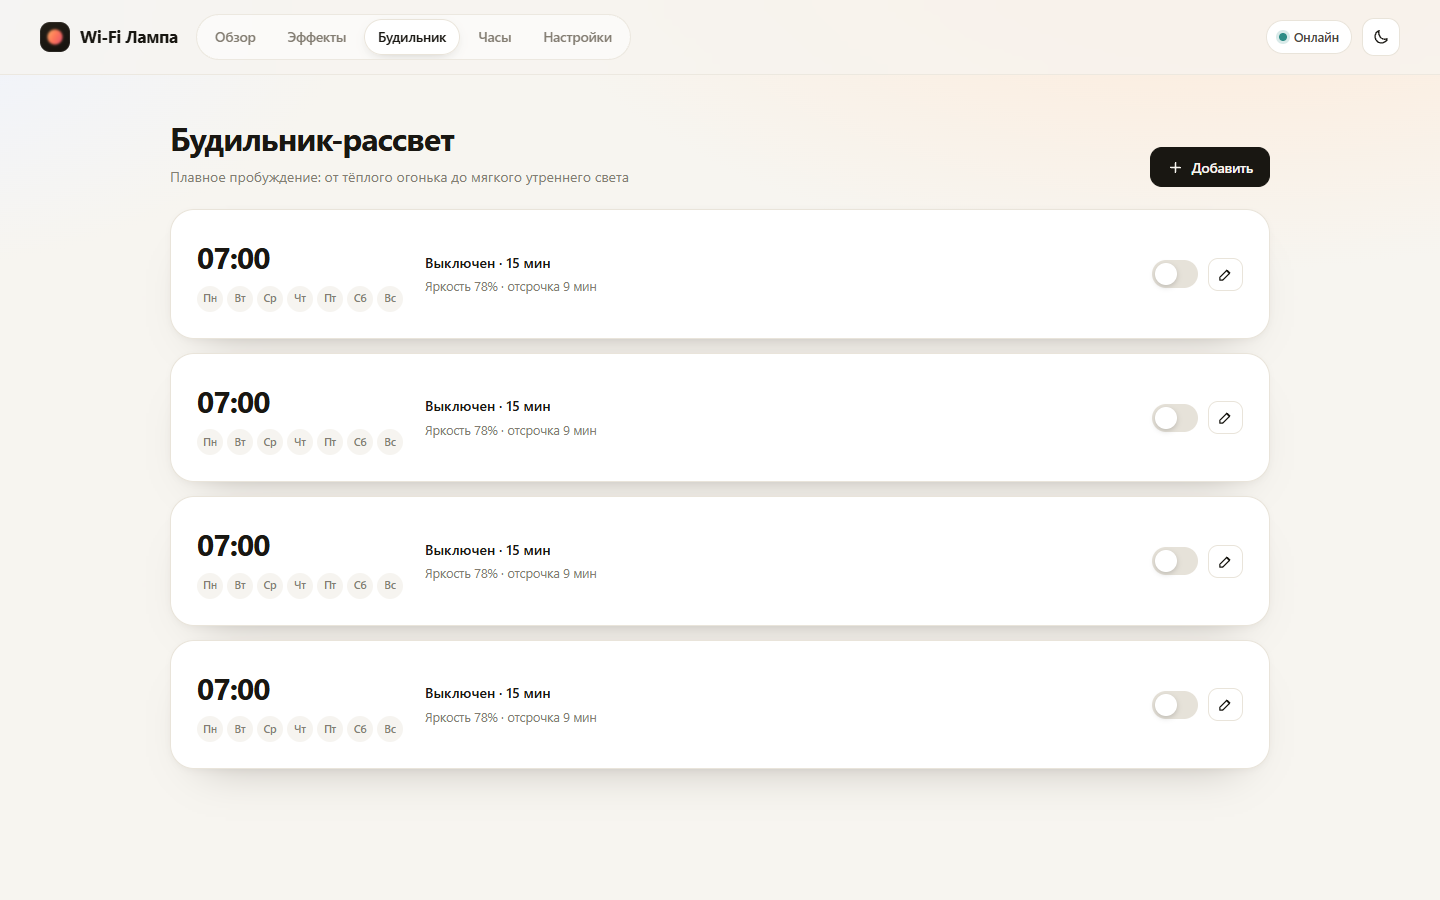 Wi-Fi Лампа
Обзор Эффекты Будильник Часы Настройки
Онлайн
Будильник-рассвет
Плавное пробуждение: от тёплого огонька до мягкого утреннего света
Добавить
07:00
Пн Вт Ср Чт Пт Сб Вс
Выключен · 15 мин
Яркость 78% · отсрочка 9 мин
07:00
Пн Вт Ср Чт Пт Сб Вс
Выключен · 15 мин
Яркость 78% · отсрочка 9 мин
07:00
Пн Вт Ср Чт Пт Сб Вс
Выключен · 15 мин
Яркость 78% · отсрочка 9 мин
07:00
Пн Вт Ср Чт Пт Сб Вс
Выключен · 15 мин
Яркость 78% · отсрочка 9 мин